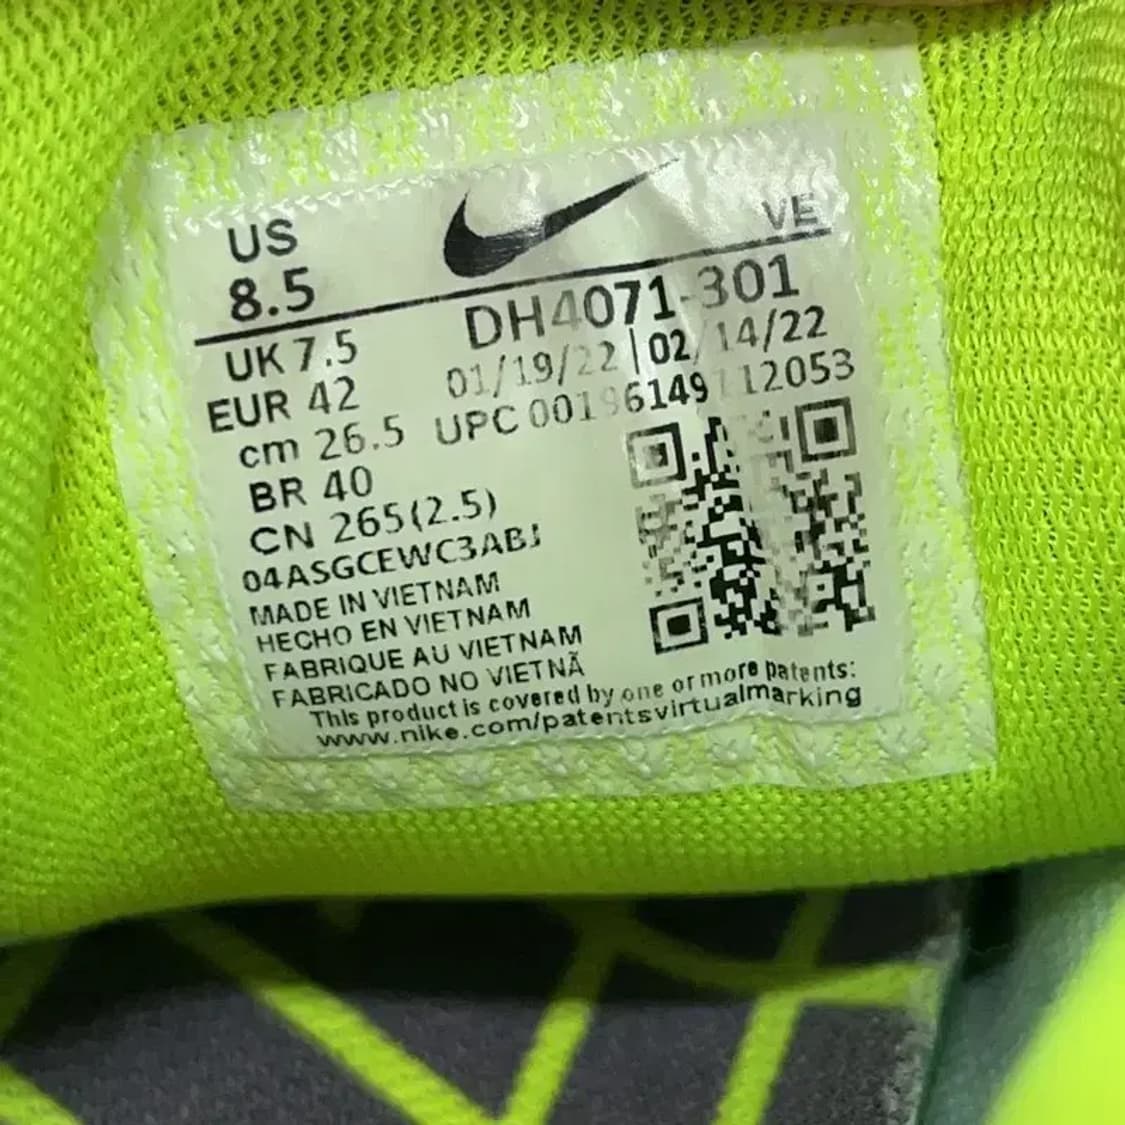 US
8.5
VE
UK 7.5
DH4071-301
EUR 42
01/19/22 | 02/14/22
cm 26.5
UPC 00196149112053
BR 40
CN 265(2.5)
04ASGCEWC3ABJ
MADE IN VIETNAM
HECHO EN VIETNAM
FABRIQUE AU VIETNAM
FABRICADO NO VIETNÃ
This product is covered by one or more patents:
www.nike.com/patentsvirtualmarking